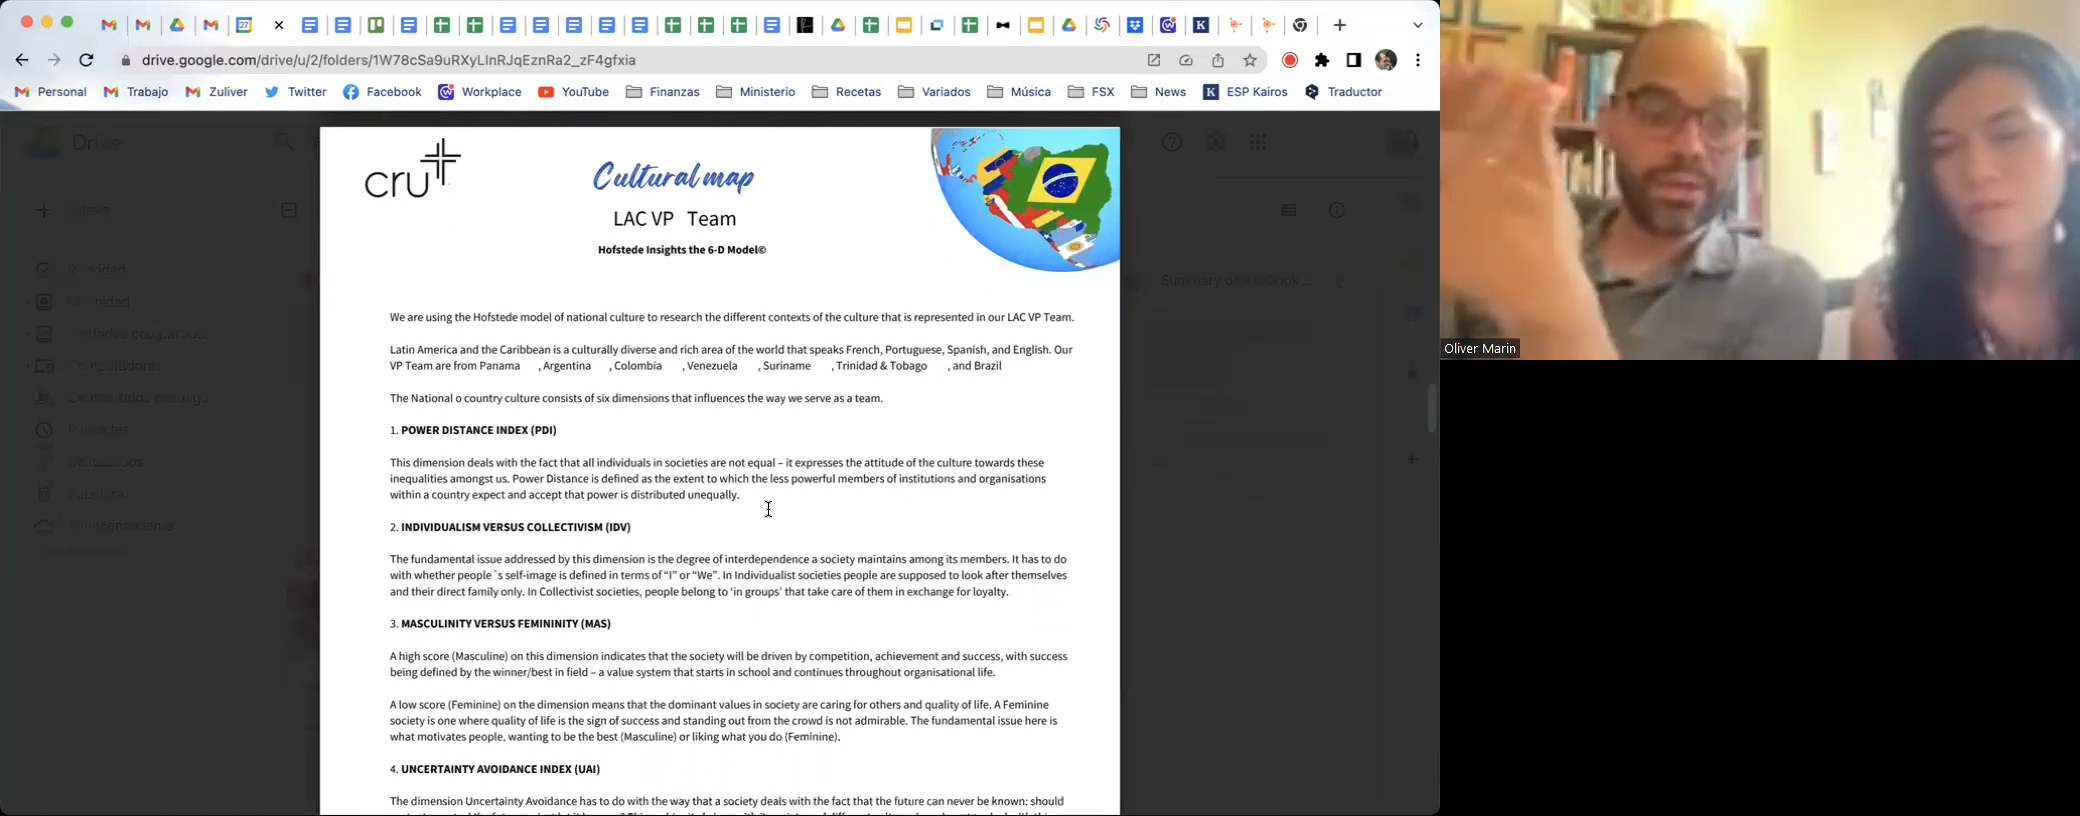 27
drive.google.com/drive/u/2/folders/1W78cSa9uRXyLInRJqEznRa2_zF4gfxia
Personal Trabajo Zuliver Twitter Facebook Workplace YouTube Finanzas Ministerio Recetas Variados Música FSX News K ESP Kairos Traductor
Drive
cru
Cultural map
LAC VP Team
Hofstede Insights the 6-D Model©
We are using the Hofstede model of national culture to research the different contexts of the culture that is represented in our LAC VP Team.
Latin America and the Caribbean is a culturally diverse and rich area of the world that speaks French, Portuguese, Spanish, and English. Our
VP Team are from Panama , Argentina , Colombia , Venezuela , Suriname , Trinidad & Tobago , and Brazil
The National o country culture consists of six dimensions that influences the way we serve as a team.
1. POWER DISTANCE INDEX (PDI)
This dimension deals with the fact that all individuals in societies are not equal – it expresses the attitude of the culture towards these
inequalities amongst us. Power Distance is defined as the extent to which the less powerful members of institutions and organisations
within a country expect and accept that power is distributed unequally.
2. INDIVIDUALISM VERSUS COLLECTIVISM (IDV)
The fundamental issue addressed by this dimension is the degree of interdependence a society maintains among its members. It has to do
with whether people´s self-image is defined in terms of “I” or “We”. In Individualist societies people are supposed to look after themselves
and their direct family only. In Collectivist societies, people belong to ‘in groups’ that take care of them in exchange for loyalty.
3. MASCULINITY VERSUS FEMININITY (MAS)
A high score (Masculine) on this dimension indicates that the society will be driven by competition, achievement and success, with success
being defined by the winner/best in field – a value system that starts in school and continues throughout organisational life.
A low score (Feminine) on the dimension means that the dominant values in society are caring for others and quality of life. A Feminine
society is one where quality of life is the sign of success and standing out from the crowd is not admirable. The fundamental issue here is
what motivates people, wanting to be the best (Masculine) or liking what you do (Feminine).
4. UNCERTAINTY AVOIDANCE INDEX (UAI)
The dimension Uncertainty Avoidance has to do with the way that a society deals with the fact that the future can never be known: should
Oliver Marin